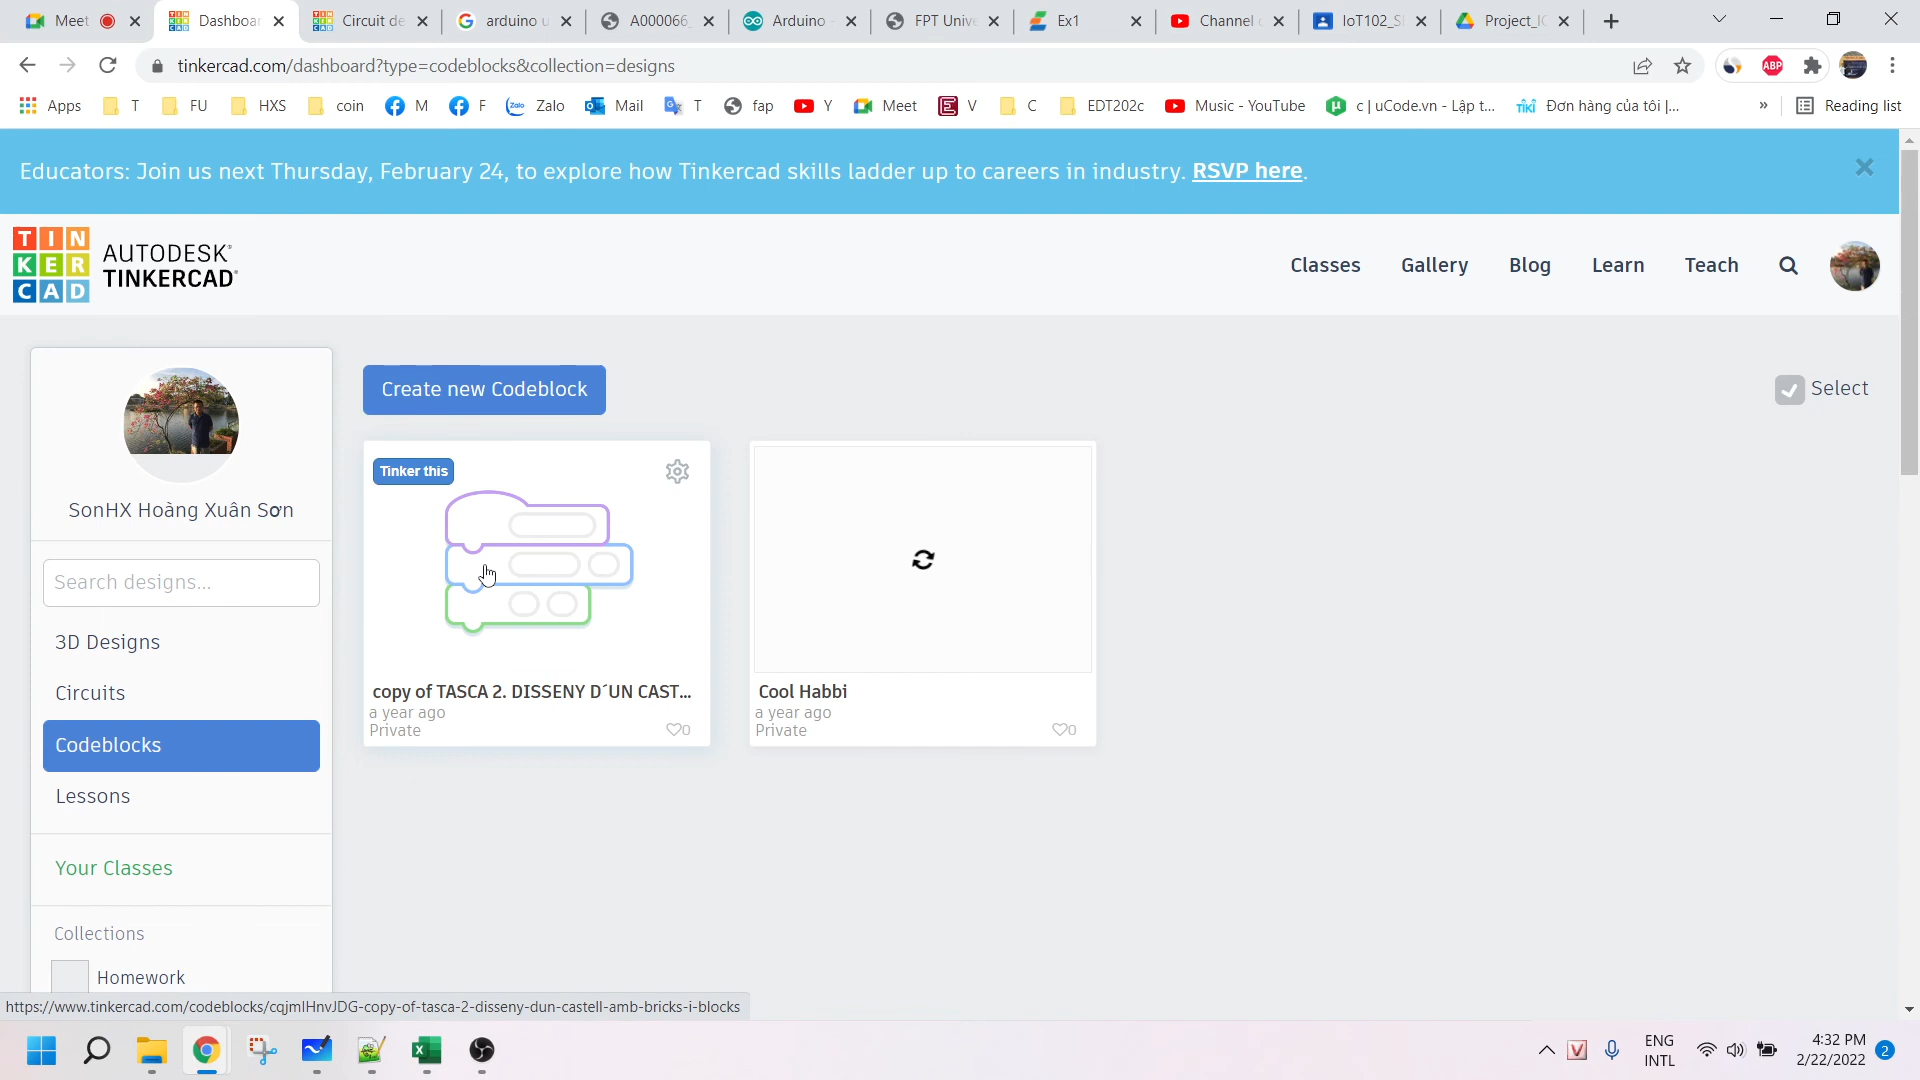 Meet
Dashboar
Circuit de
arduino u
A000066_
Arduino -
FPT Unive
Ex1
Channel c
IoT102_S
Project_IO
tinkercad.com/dashboard?type=codeblocks&collection=designs
ABP
Apps
T
FU
HXS
coin
M
F
Zalo
Mail
T
fap
Y
Meet
V
C
EDT202c
Music - YouTube
c | uCode.vn - Lập t...
Đơn hàng của tôi |...
»
Reading list
Educators: Join us next Thursday, February 24, to explore how Tinkercad skills ladder up to careers in industry. RSVP here.
TIN
KER
CAD
AUTODESK®
TINKERCAD®
Classes
Gallery
Blog
Learn
Teach
SonHX Hoàng Xuân Sơn
Search designs...
3D Designs
Circuits
Codeblocks
Lessons
Your Classes
Collections
Homework
Create new Codeblock
Select
Tinker this
copy of TASCA 2. DISSENY D´UN CAST...
a year ago
Private
0
Cool Habbi
a year ago
Private
0
https://www.tinkercad.com/codeblocks/cqjmlHnvJDG-copy-of-tasca-2-disseny-dun-castell-amb-bricks-i-blocks
ENG
INTL
4:32 PM
2/22/2022
2